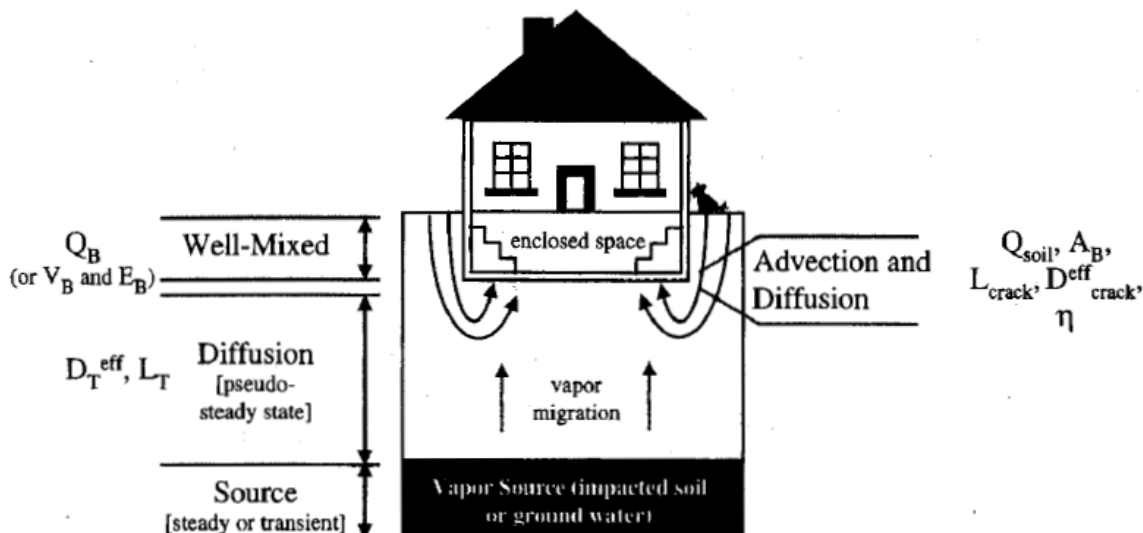 Q_B
(or V_B and E_B)
Well-Mixed
enclosed space
Advection and
Diffusion
Q_soil, A_B,
L_crack, D^eff_crack,
η
D_T^eff, L_T
Diffusion
[pseudo-
steady state]
vapor
migration
Source
[steady or transient]
Vapor Source (impacted soil
or ground water)